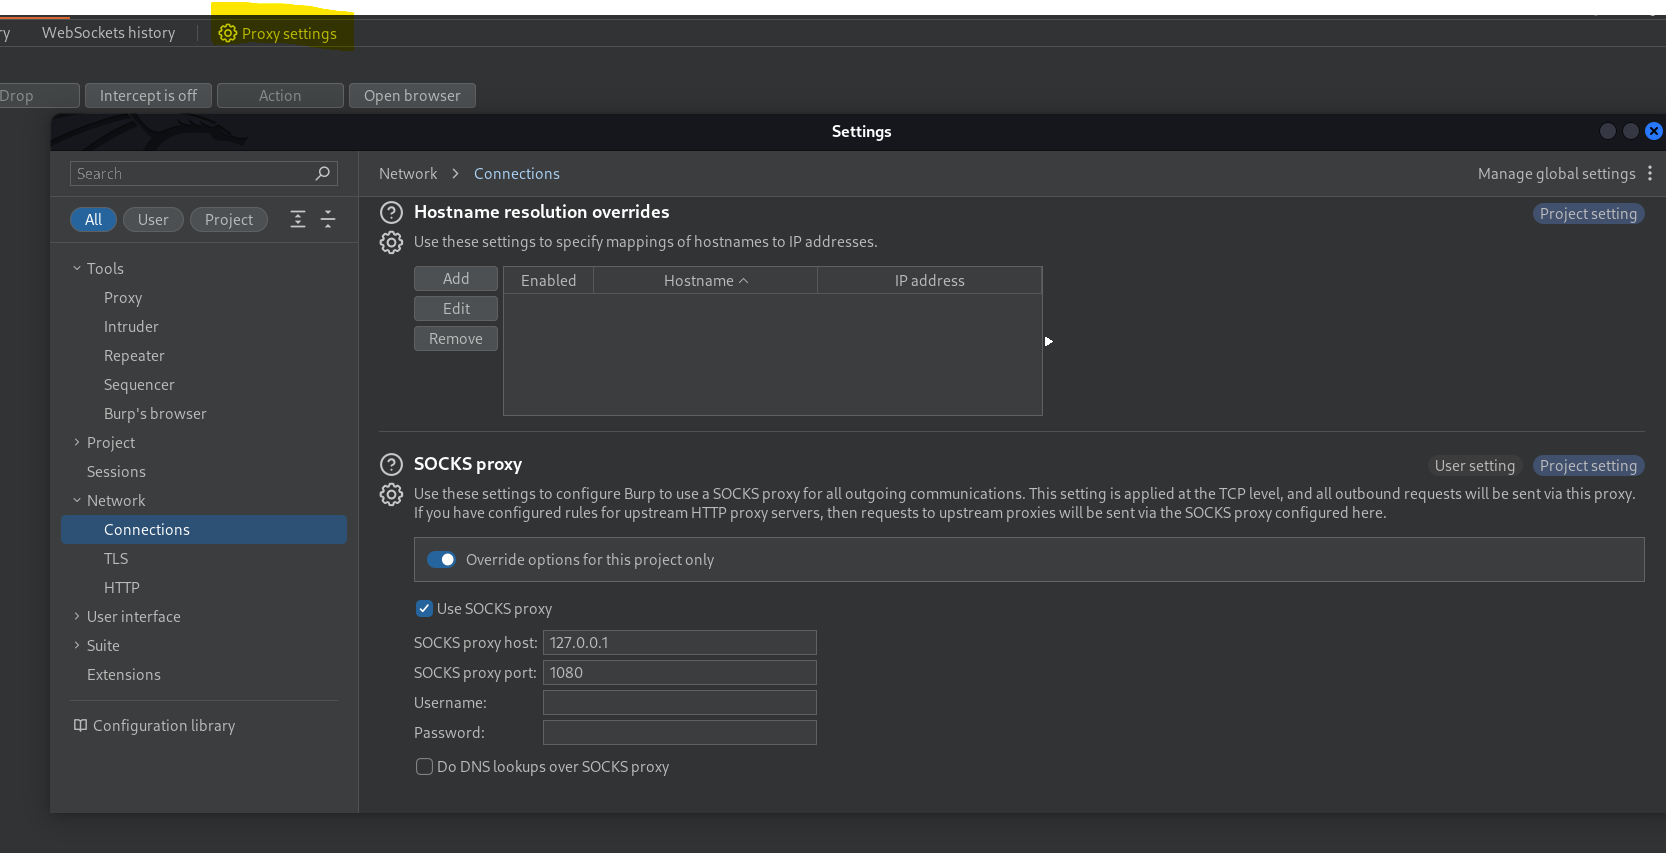 ry WebSockets history Proxy settings
Drop Intercept is off Action Open browser
Settings
Search
All User Project
Tools
Proxy
Intruder
Repeater
Sequencer
Burp's browser
Project
Sessions
Network
Connections
TLS
HTTP
User interface
Suite
Extensions
Configuration library
Network > Connections
Manage global settings
Hostname resolution overrides
Project setting
Use these settings to specify mappings of hostnames to IP addresses.
Add
Edit
Remove
Enabled Hostname IP address
SOCKS proxy
User setting Project setting
Use these settings to configure Burp to use a SOCKS proxy for all outgoing communications. This setting is applied at the TCP level, and all outbound requests will be sent via this proxy.
If you have configured rules for upstream HTTP proxy servers, then requests to upstream proxies will be sent via the SOCKS proxy configured here.
Override options for this project only
Use SOCKS proxy
SOCKS proxy host: 127.0.0.1
SOCKS proxy port: 1080
Username:
Password:
Do DNS lookups over SOCKS proxy